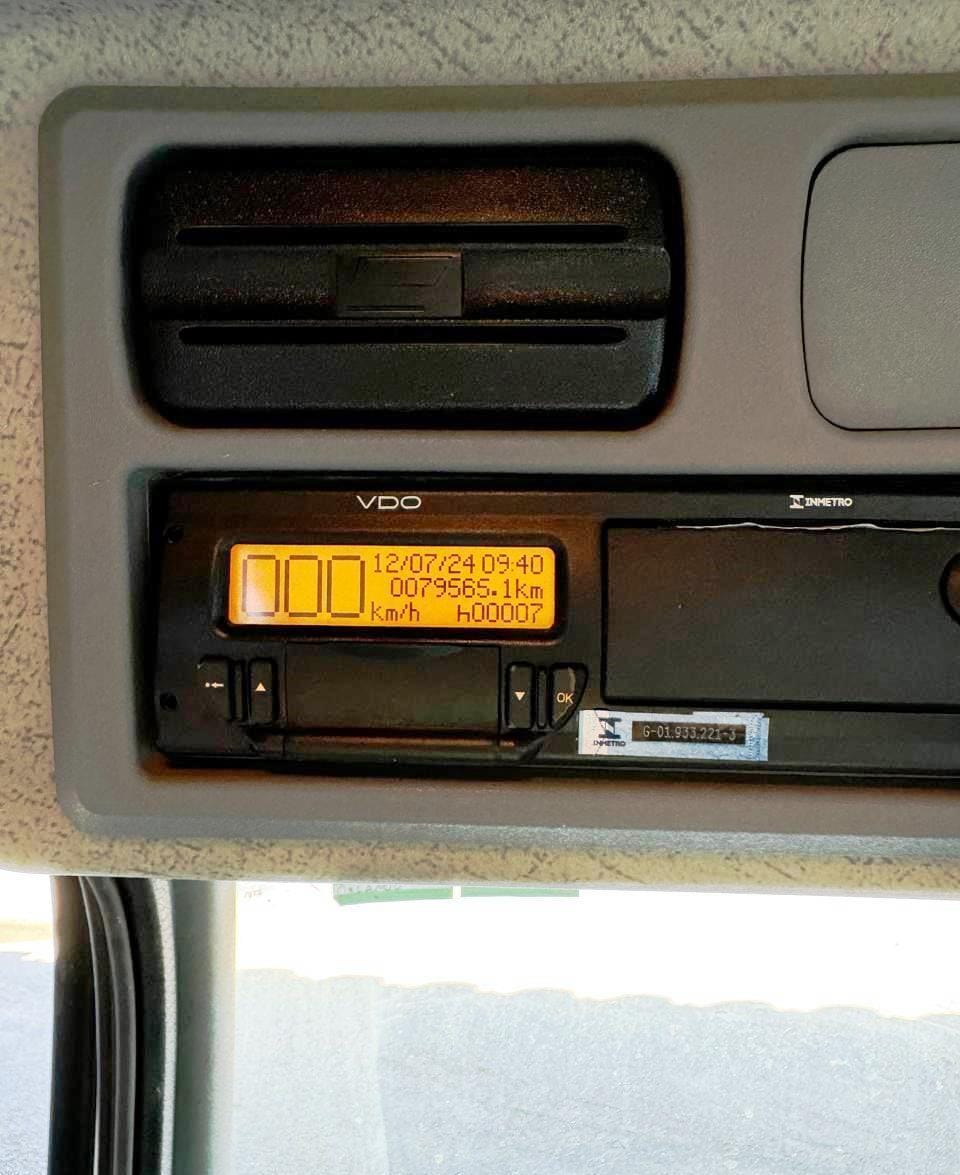 VDO
INMETRO
000
12/07/24 09:40
0079565.1km
km/h h00007
OK
INMETRO
G-01.933.221-3